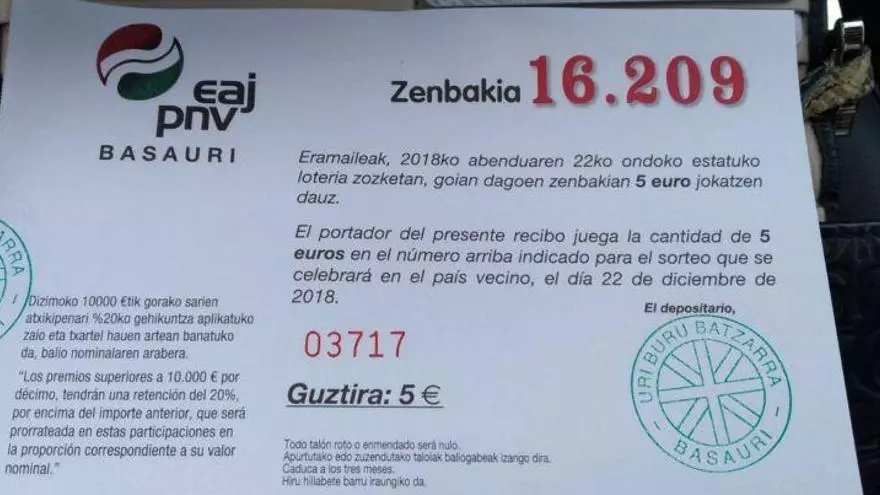 eaj
pnv
BASAURI
Zenbakia 16.209
Eramaileak, 2018ko abenduaren 22ko ondoko estatuko
loteria zozketan, goian dagoen zenbakian 5 euro jokatzen
dauz.
El portador del presente recibo juega la cantidad de 5
euros en el número arriba indicado para el sorteo que se
celebrará en el país vecino, el día 22 de diciembre de
2018.
Dizimoko 10000 €tik gorako sarien
atxikipenari %20ko gehikuntza aplikatuko
zaio eta txartel hauen artean banatuko
da, balio nominalaren arabera.
"Los premios superiores a 10.000 € por
décimo, tendrán una retención del 20%,
por encima del importe anterior, que será
prorrateada en estas participaciones en
la proporción correspondiente a su valor
nominal."
03717
Guztira: 5 €
Todo talón roto o enmendado será nulo.
Apurtutako edo zuzendutako taloiak baliogabeak izango dira.
Caduca a los tres meses.
Hiru hillabete barru iraungiko da.
El depositario,
URI BURU BATZARRA
- BASAURI -